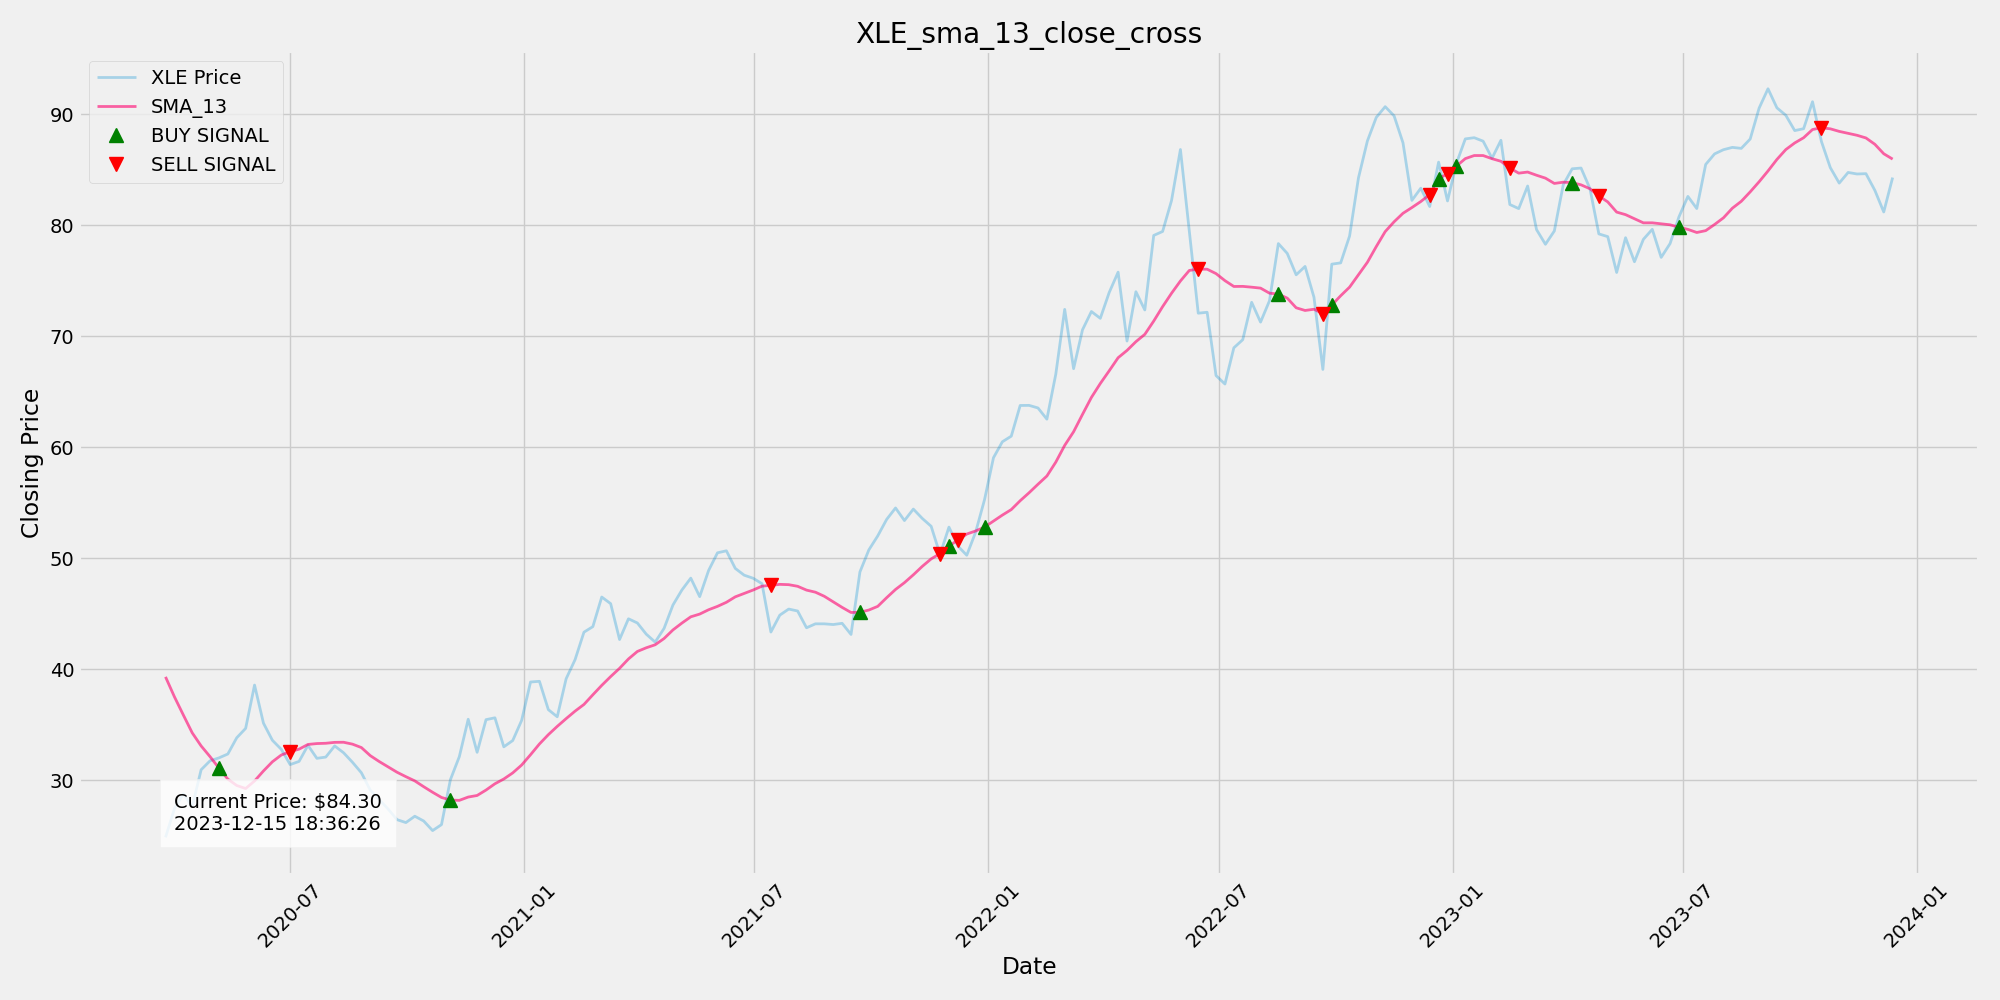 XLE_sma_13_close_cross
XLE Price
SMA_13
BUY SIGNAL
SELL SIGNAL
90
80
70
60
50
40
30
Closing Price
Current Price: $84.30
2023-12-15 18:36:26
2020-07
2021-01
2021-07
2022-01
2022-07
2023-01
2023-07
2024-01
Date